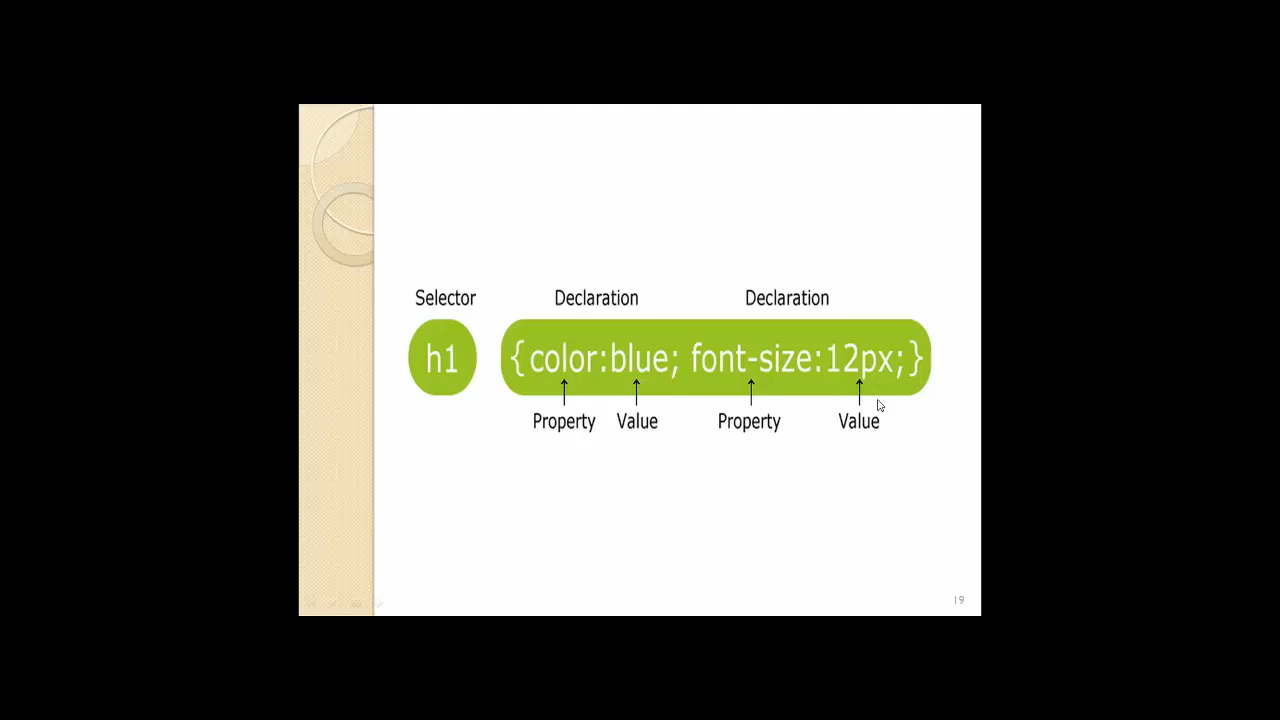 Selector Declaration Declaration
h1 {color:blue; font-size:12px;}
Property Value Property Value
19